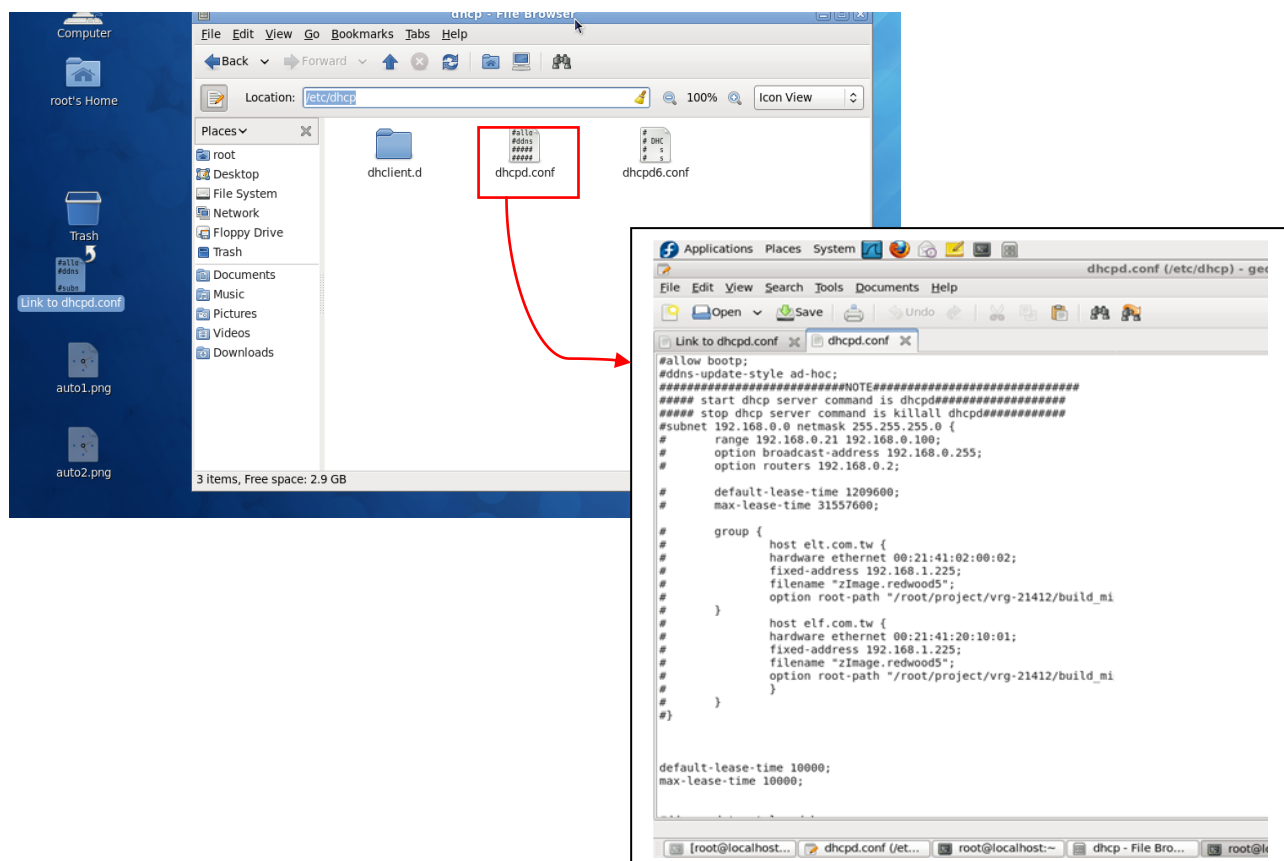 dhcp - File Browser
Computer
File Edit View Go Bookmarks Tabs Help
Back Forward
root's Home
Location: /etc/dhcp 100% Icon View
Places
root
Desktop
File System
Network
Floppy Drive
Trash
Documents
Music
Pictures
Videos
Downloads
#allo
#ddns
#####
#####
#
# DHC
# s
# s
dhclient.d dhcpd.conf dhcpd6.conf
Trash
#allo
#ddns
#subn
Link to dhcpd.conf
auto1.png
auto2.png
3 items, Free space: 2.9 GB
Applications Places System
dhcpd.conf (/etc/dhcp) - ged
File Edit View Search Tools Documents Help
Open Save Undo
Link to dhcpd.conf dhcpd.conf
#allow bootp;
#ddns-update-style ad-hoc;
###########################NOTE##############################
##### start dhcp server command is dhcpd###################
##### stop dhcp server command is killall dhcpd############
#subnet 192.168.0.0 netmask 255.255.255.0 {
# range 192.168.0.21 192.168.0.100;
# option broadcast-address 192.168.0.255;
# option routers 192.168.0.2;
# default-lease-time 1209600;
# max-lease-time 31557600;
# group {
# host elt.com.tw {
# hardware ethernet 00:21:41:02:00:02;
# fixed-address 192.168.1.225;
# filename "zImage.redwood5";
# option root-path "/root/project/vrg-21412/build_mi
# }
# host elf.com.tw {
# hardware ethernet 00:21:41:20:10:01;
# fixed-address 192.168.1.225;
# filename "zImage.redwood5";
# option root-path "/root/project/vrg-21412/build_mi
# }
# }
#}
default-lease-time 10000;
max-lease-time 10000;
[root@localhost... dhcpd.conf (/et... root@localhost:~ dhcp - File Bro... root@lo